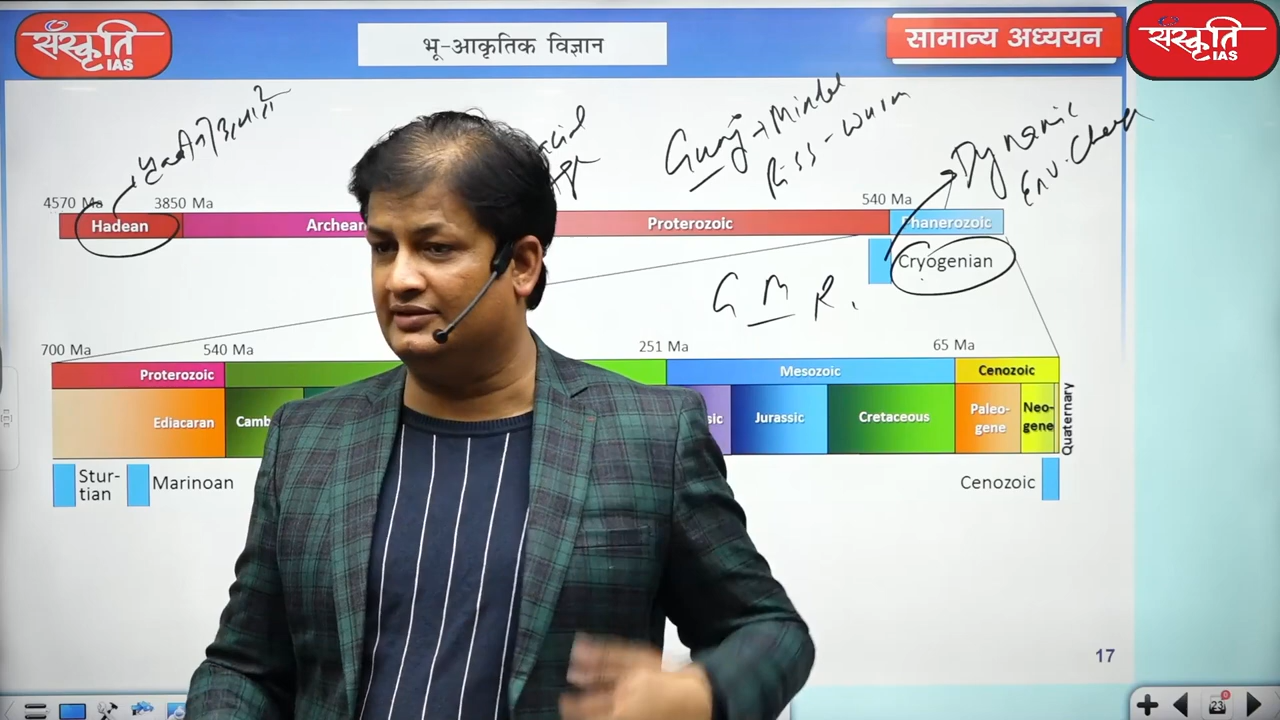 संस्कृति
IAS
भू-आकृतिक विज्ञान
सामान्य अध्ययन
संस्कृति
IAS
Gunj → Mindel
Riss - Wurm
Dynamic
Env.
4570 Ma
3850 Ma
540 Ma
Hadean
Archean
Proterozoic
Phanerozoic
Cryogenian
G M R.
700 Ma
540 Ma
251 Ma
65 Ma
Proterozoic
Mesozoic
Cenozoic
Ediacaran
Jurassic
Cretaceous
Paleo-
gene
Neo-
gene
Quaternary
Stur-
tian
Marinoan
Cenozoic
17
23